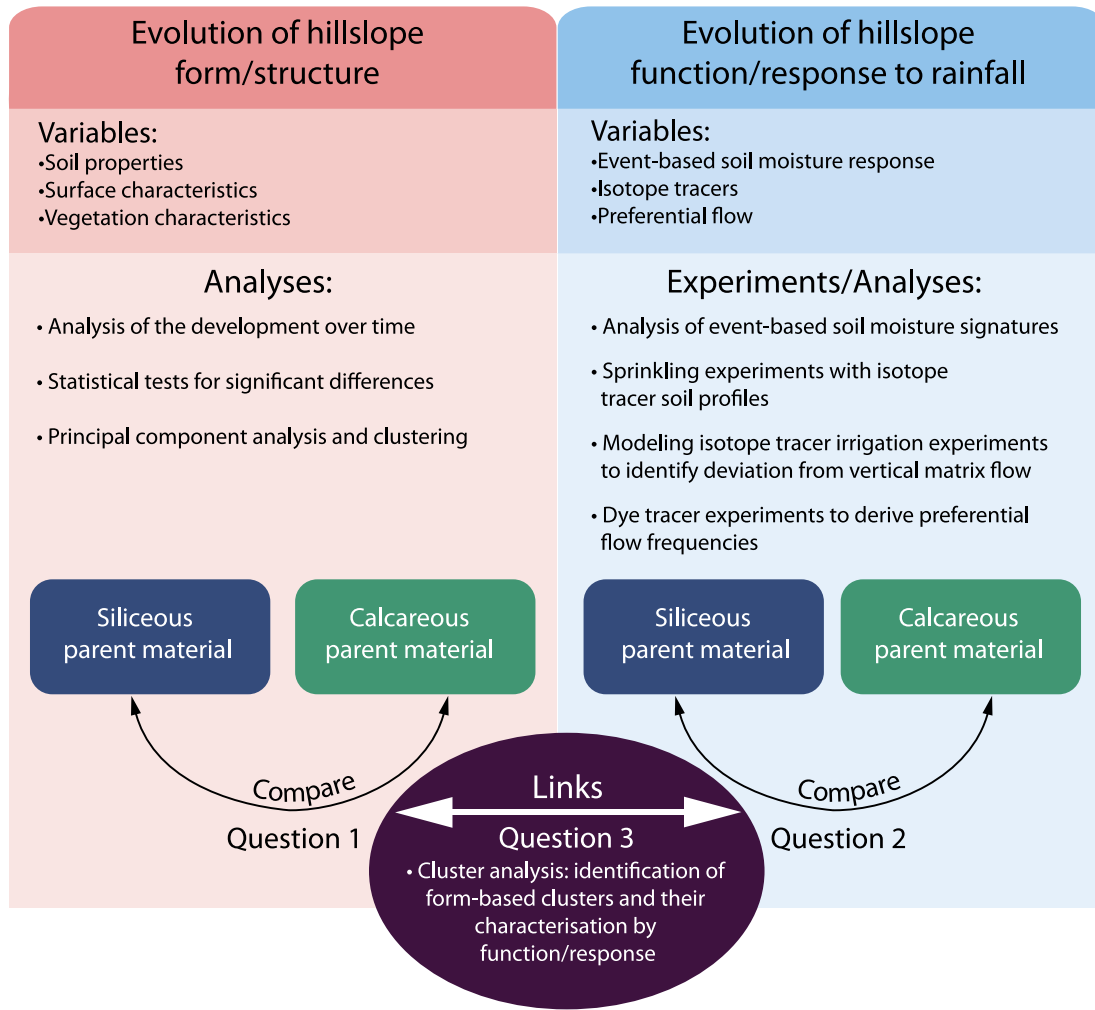 Evolution of hillslope
form/structure
Variables:
•Soil properties
•Surface characteristics
•Vegetation characteristics
Analyses:
• Analysis of the development over time
• Statistical tests for significant differences
• Principal component analysis and clustering
Siliceous
parent material
Calcareous
parent material
Compare
Question 1
Evolution of hillslope
function/response to rainfall
Variables:
•Event-based soil moisture response
•Isotope tracers
•Preferential flow
Experiments/Analyses:
• Analysis of event-based soil moisture signatures
• Sprinkling experiments with isotope
tracer soil profiles
• Modeling isotope tracer irrigation experiments
to identify deviation from vertical matrix flow
• Dye tracer experiments to derive preferential
flow frequencies
Siliceous
parent material
Calcareous
parent material
Compare
Question 2
Links
Question 3
• Cluster analysis: identification of
form-based clusters and their
characterisation by
function/response